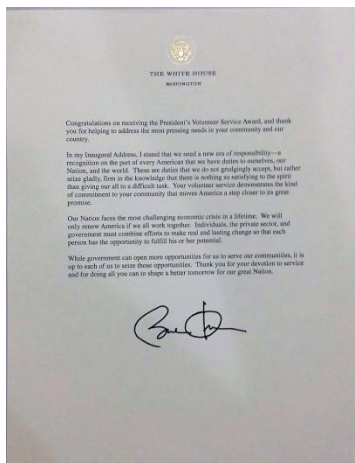 THE WHITE HOUSE
WASHINGTON
Congratulations on receiving the President's Volunteer Service Award, and thank
you for helping to address the most pressing needs in your community and our
country.
In my Inaugural Address, I stated that we need a new era of responsibility—a
recognition on the part of every American that we have duties to ourselves, our
Nation, and the world. These are duties that we do not grudgingly accept, but rather
seize gladly, firm in the knowledge that there is nothing so satisfying to the spirit
than giving our all to a difficult task. Your volunteer service demonstrates the kind
of commitment to your community that moves America a step closer to its great
promise.
Our Nation faces the most challenging economic crisis in a lifetime. We will
only renew America if we all work together. Individuals, the private sector, and
government must combine efforts to make real and lasting change so that each
person has the opportunity to fulfill his or her potential.
While government can open more opportunities for us to serve our communities, it is
up to each of us to seize those opportunities. Thank you for your devotion to service
and for doing all you can to shape a better tomorrow for our great Nation.